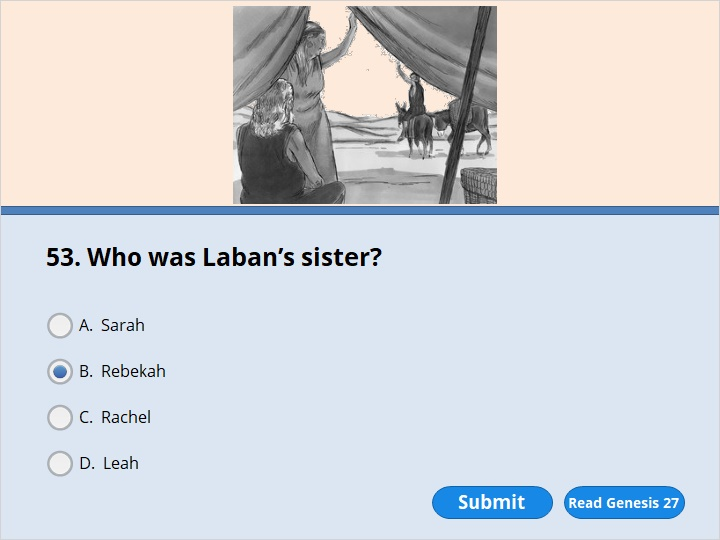 53. Who was Laban’s sister?
A. Sarah
B. Rebekah
C. Rachel
D. Leah
Submit
Read Genesis 27